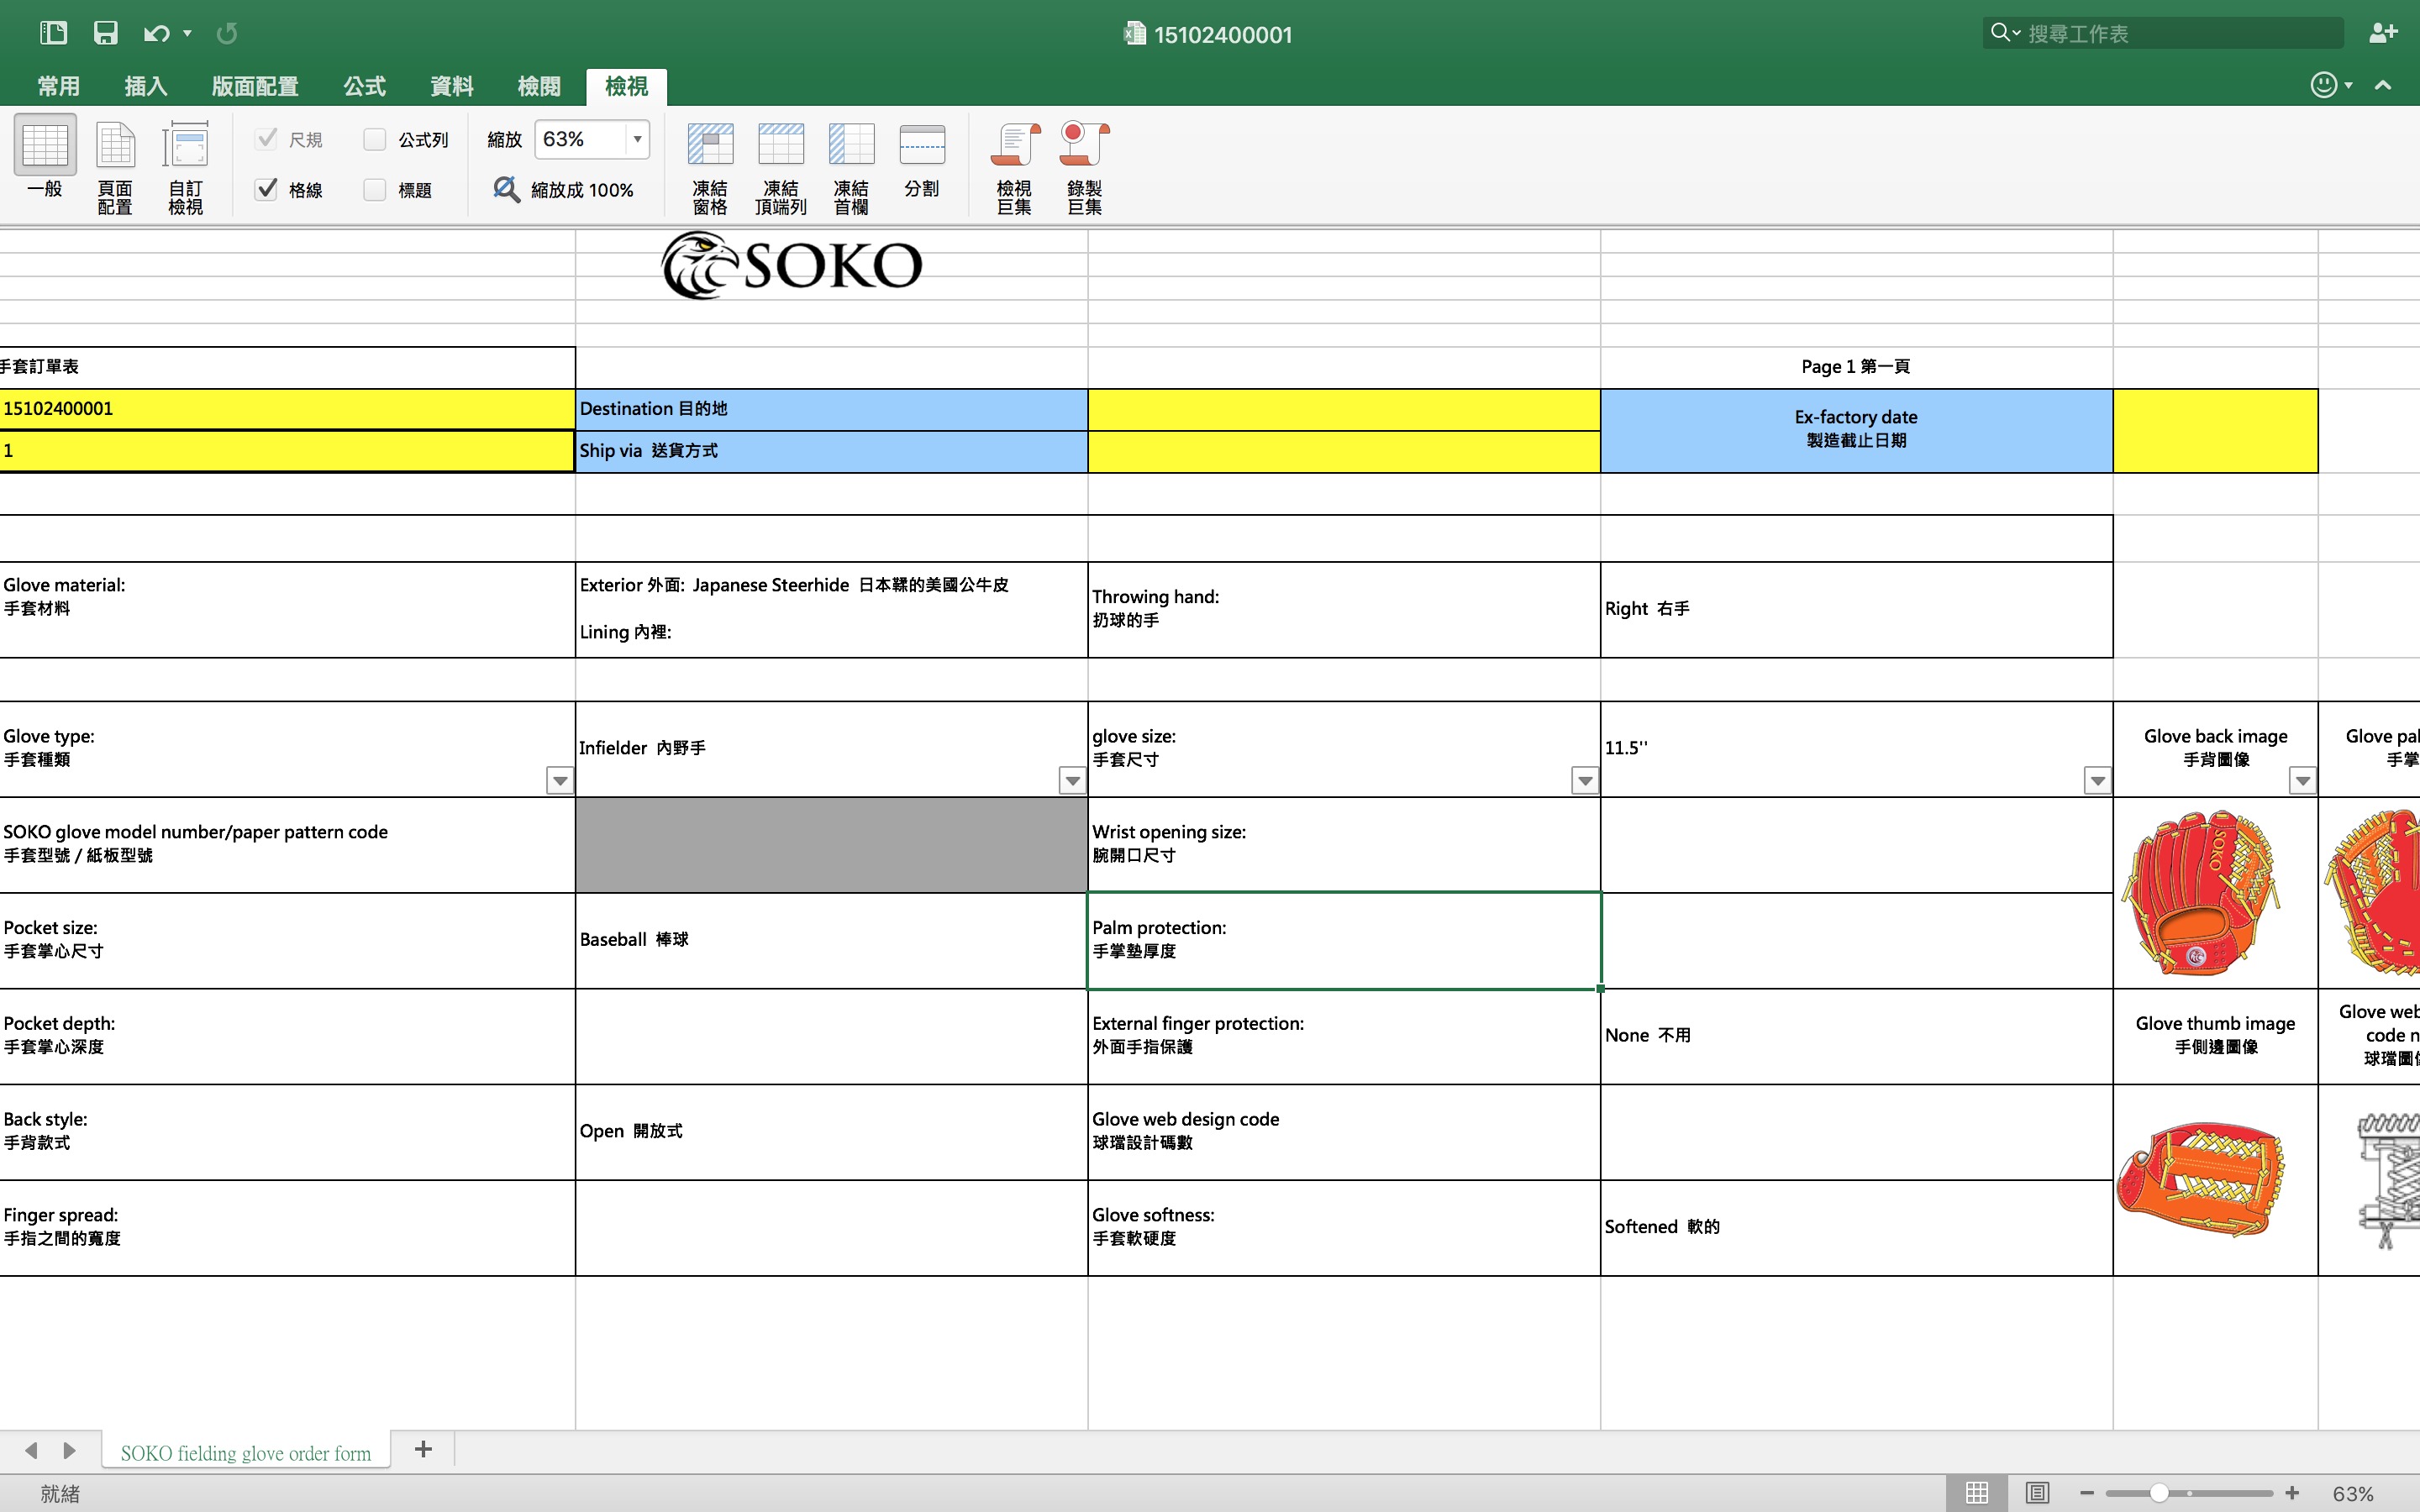 15102400001
搜尋工作表
常用 插入 版面配置 公式 資料 檢閱 檢視
尺規 公式列 縮放 63%
格線 標題 縮放成 100%
一般
頁面
配置
自訂
檢視
凍結
窗格
凍結
頂端列
凍結
首欄
分割
檢視
巨集
錄製
巨集
SOKO
手套訂單表
Page 1 第一頁
15102400001
Destination 目的地
Ex-factory date
製造截止日期
1
Ship via 送貨方式
Glove material:
手套材料
Exterior 外面: Japanese Steerhide 日本鞣的美國公牛皮
Lining 內裡:
Throwing hand:
扔球的手
Right 右手
Glove type:
手套種類
Infielder 內野手
glove size:
手套尺寸
11.5''
Glove back image
手背圖像
Glove pal
手掌
SOKO glove model number/paper pattern code
手套型號 / 紙板型號
Wrist opening size:
腕開口尺寸
SOKO
Pocket size:
手套掌心尺寸
Baseball 棒球
Palm protection:
手掌墊厚度
Pocket depth:
手套掌心深度
External finger protection:
外面手指保護
None 不用
Glove thumb image
手側邊圖像
Glove web
code n
球璫圖
Back style:
手背款式
Open 開放式
Glove web design code
球璫設計碼數
Finger spread:
手指之間的寬度
Glove softness:
手套軟硬度
Softened 軟的
SOKO fielding glove order form
就緒
63%